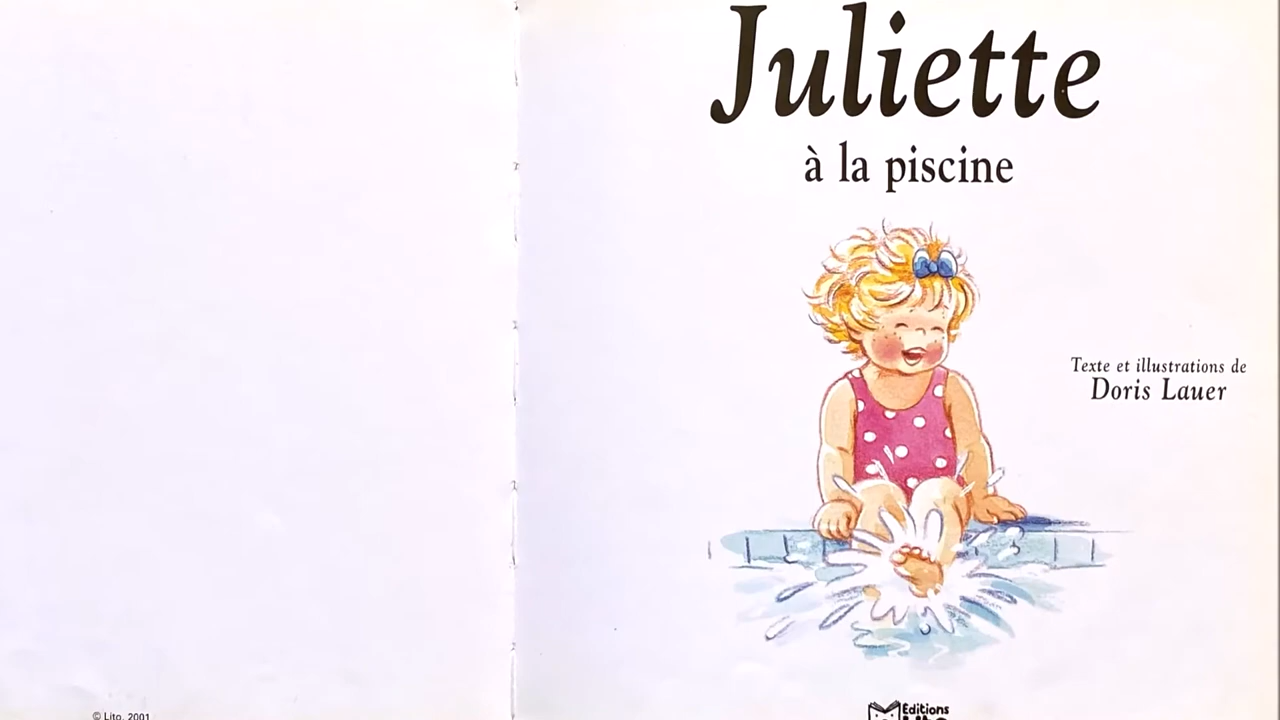 Juliette
à la piscine
Texte et illustrations de
Doris Lauer
© Lito, 2001
Éditions